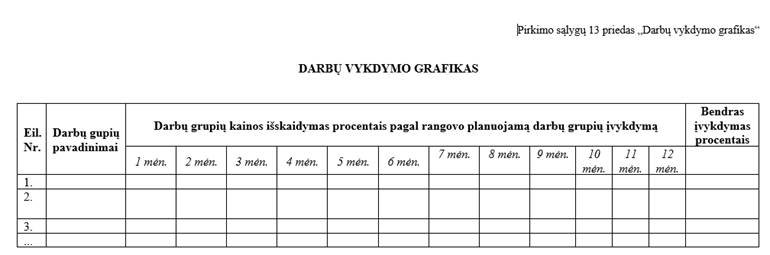 Pirkimo sąlygų 13 priedas „Darbų vykdymo grafikas“
DARBŲ VYKDYMO GRAFIKAS
Eil. Nr.
Darbų gupių pavadinimai
Darbų grupių kainos išskaidymas procentais pagal rangovo planuojamą darbų grupių įvykdymą
Bendras įvykdymas procentais
1 mėn. 2 mėn. 3 mėn. 4 mėn. 5 mėn. 6 mėn. 7 mėn. 8 mėn. 9 mėn. 10 mėn. 11 mėn. 12 mėn.
1.
2.
3.
...